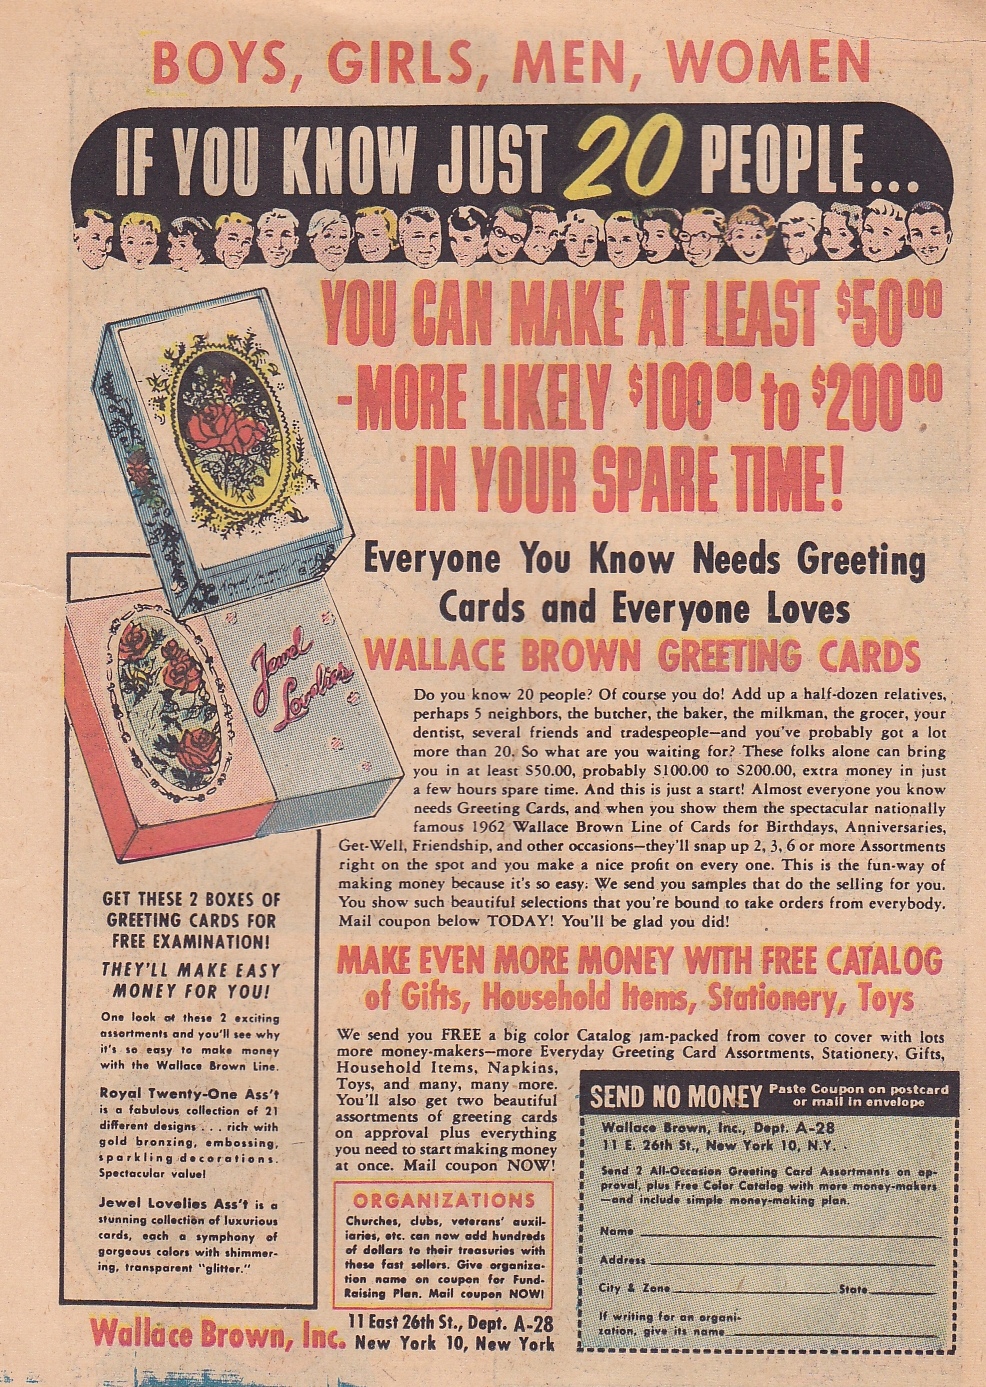 BOYS, GIRLS, MEN, WOMEN
IF YOU KNOW JUST 20 PEOPLE...
YOU CAN MAKE AT LEAST $50.00
-MORE LIKELY $100.00 to $200.00
IN YOUR SPARE TIME!
Everyone You Know Needs Greeting
Cards and Everyone Loves
WALLACE BROWN GREETING CARDS
Jewel
Lovelies
Do you know 20 people? Of course you do! Add up a half-dozen relatives,
perhaps 5 neighbors, the butcher, the baker, the milkman, the grocer, your
dentist, several friends and tradespeople—and you've probably got a lot
more than 20. So what are you waiting for? These folks alone can bring
you in at least $50.00, probably $100.00 to $200.00, extra money in just
a few hours spare time. And this is just a start! Almost everyone you know
needs Greeting Cards, and when you show them the spectacular nationally
famous 1962 Wallace Brown Line of Cards for Birthdays, Anniversaries,
Get-Well, Friendship, and other occasions—they'll snap up 2, 3, 6 or more Assortments
right on the spot and you make a nice profit on every one. This is the fun-way of
making money because it's so easy. We send you samples that do the selling for you.
You show such beautiful selections that you're bound to take orders from everybody.
Mail coupon below TODAY! You'll be glad you did!
GET THESE 2 BOXES OF
GREETING CARDS FOR
FREE EXAMINATION!
THEY'LL MAKE EASY
MONEY FOR YOU!
One look at these 2 exciting
assortments and you'll see why
it's so easy to make money
with the Wallace Brown Line.
Royal Twenty-One Ass't
is a fabulous collection of 21
different designs . . . rich with
gold bronzing, embossing,
sparkling decorations.
Spectacular value!
Jewel Lovelies Ass't is a
stunning collection of luxurious
cards, each a symphony of
gorgeous colors with shimmer-
ing, transparent "glitter."
MAKE EVEN MORE MONEY WITH FREE CATALOG
of Gifts, Household Items, Stationery, Toys
We send you FREE a big color Catalog jam-packed from cover to cover with lots
more money-makers—more Everyday Greeting Card Assortments, Stationery, Gifts,
Household Items, Napkins,
Toys, and many, many more.
You'll also get two beautiful
assortments of greeting cards
on approval plus everything
you need to start making money
at once. Mail coupon NOW!
ORGANIZATIONS
Churches, clubs, veterans' auxil-
iaries, etc. can now add hundreds
of dollars to their treasuries with
these fast sellers. Give organiza-
tion name on coupon for Fund-
Raising Plan. Mail coupon NOW!
Wallace Brown, Inc. 11 East 26th St., Dept. A-28
New York 10, New York
SEND NO MONEY Paste Coupon on postcard
or mail in envelope
Wallace Brown, Inc., Dept. A-28
11 E. 26th St., New York 10, N.Y.
Send 2 All-Occasion Greeting Card Assortments on ap-
proval, plus Free Color Catalog with more money-makers
—and include simple money-making plan.
Name
Address
City & Zone State
If writing for an organi-
zation, give its name